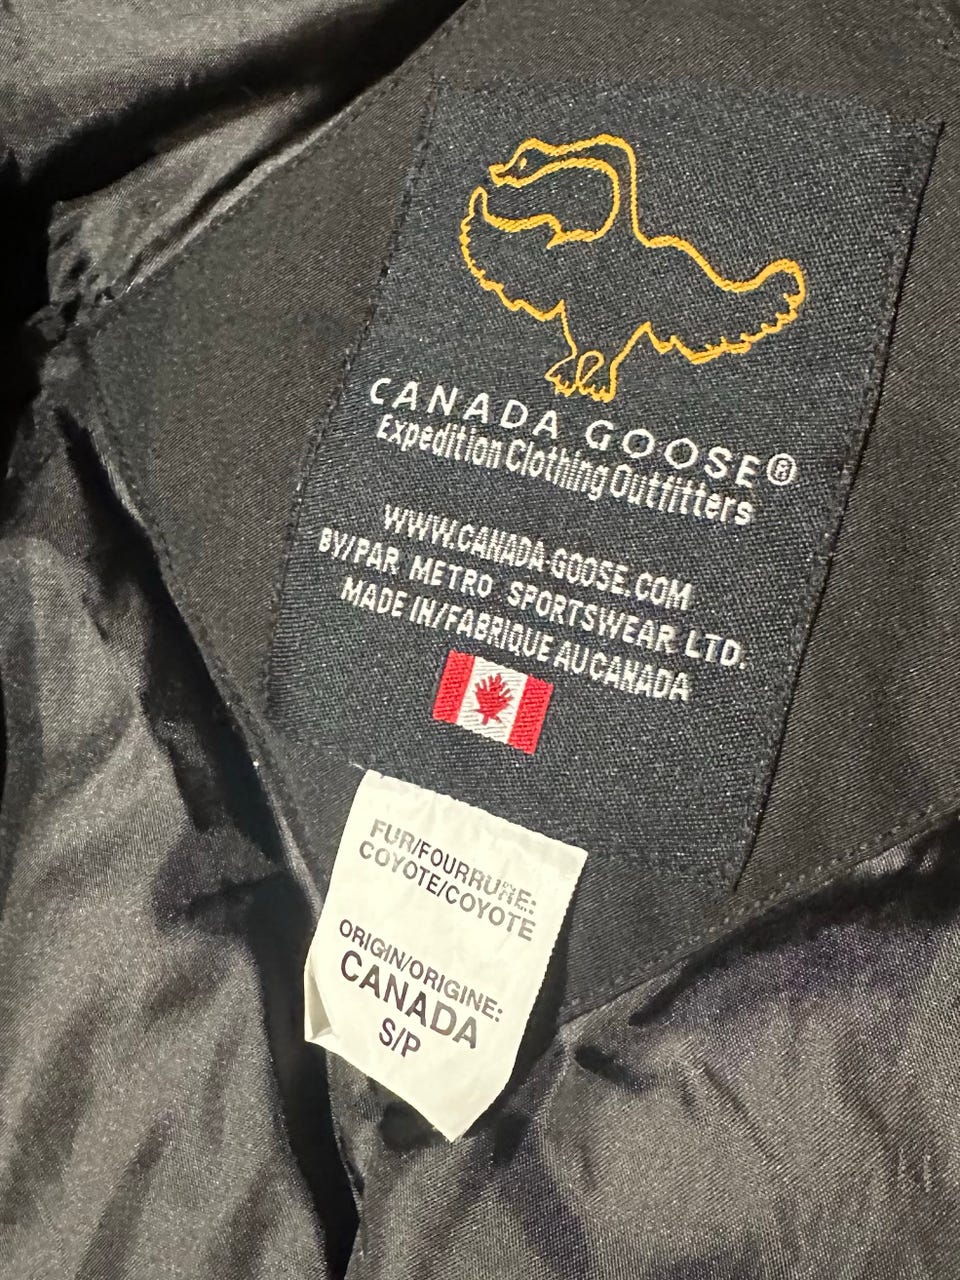 CANADA GOOSE®
Expedition Clothing Outfitters
WWW.CANADA-GOOSE.COM
BY/PAR METRO SPORTSWEAR LTD.
MADE IN/FABRIQUE AU CANADA
FUR/FOURRURE:
COYOTE/COYOTE
ORIGIN/ORIGINE:
CANADA
S/P